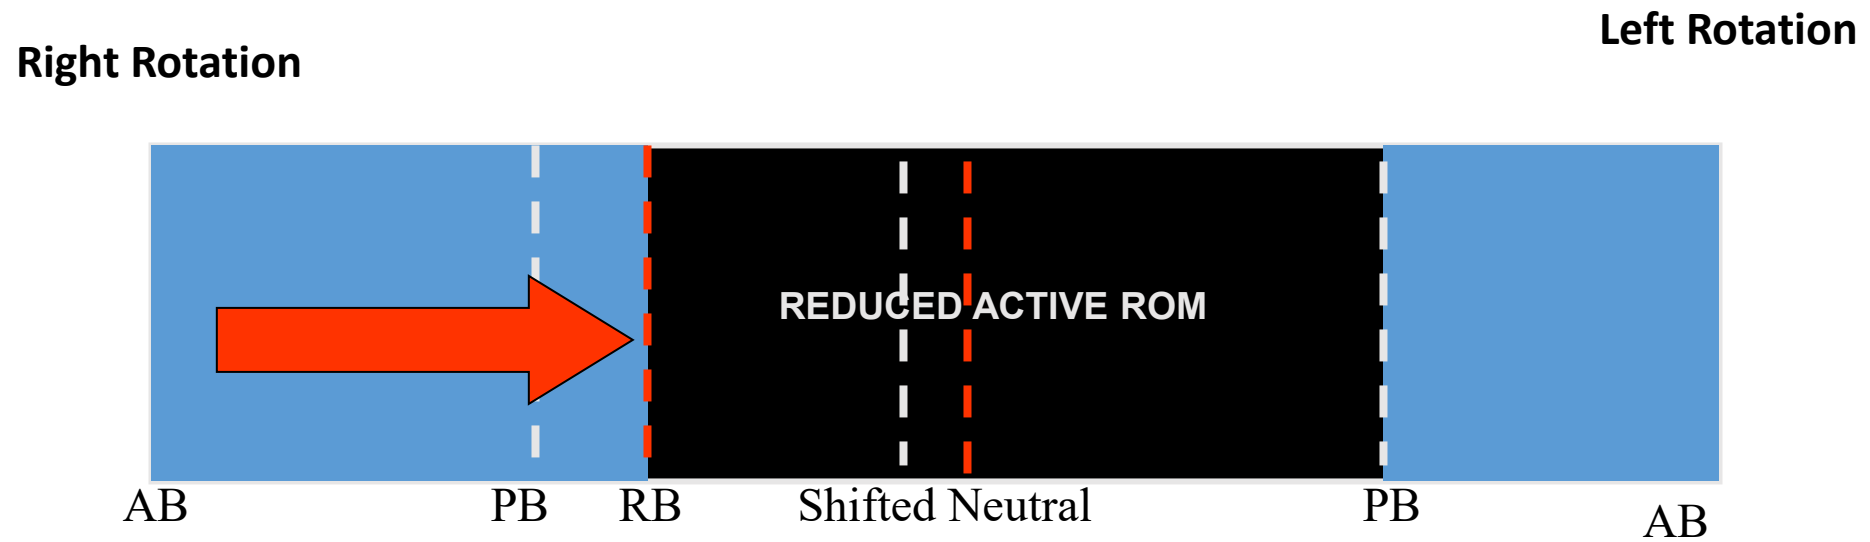 Left Rotation
Right Rotation
REDUCED ACTIVE ROM
AB PB RB Shifted Neutral PB AB